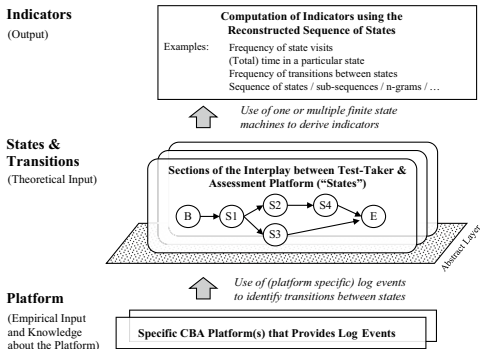 Indicators
(Output)
Computation of Indicators using the
Reconstructed Sequence of States
Examples:
Frequency of state visits
(Total) time in a particular state
Frequency of transitions between states
Sequence of states / sub-sequences / n-grams / …
Use of one or multiple finite state
machines to derive indicators
States &
Transitions
(Theoretical Input)
Sections of the Interplay between Test-Taker &
Assessment Platform (“States”)
B
S1
S2
S4
S3
E
Abstract Layer
Use of (platform specific) log events
to identify transitions between states
Platform
(Empirical Input
and Knowledge
about the Platform)
Specific CBA Platform(s) that Provides Log Events